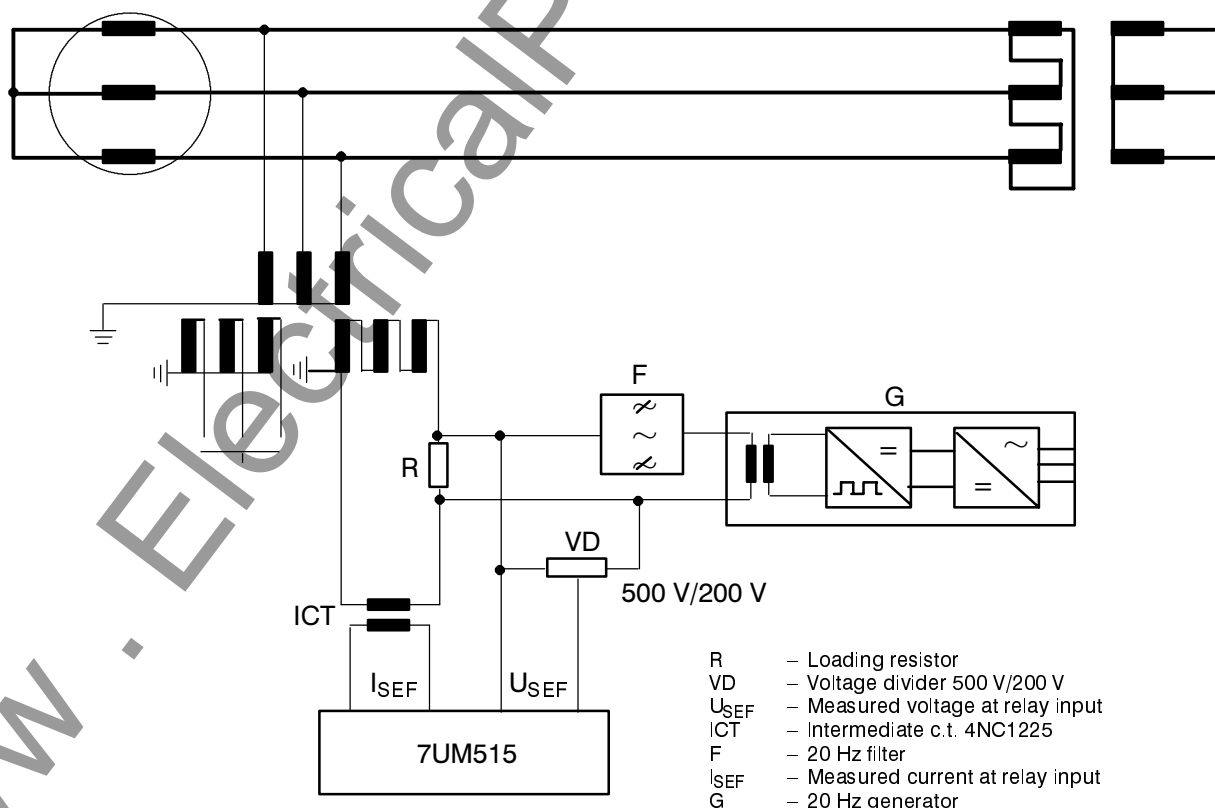 www . ElectricalP
F
G
R
VD
500 V/200 V
ICT
ISEF
USEF
7UM515
R – Loading resistor
VD – Voltage divider 500 V/200 V
USEF – Measured voltage at relay input
ICT – Intermediate c.t. 4NC1225
F – 20 Hz filter
ISEF – Measured current at relay input
G – 20 Hz generator